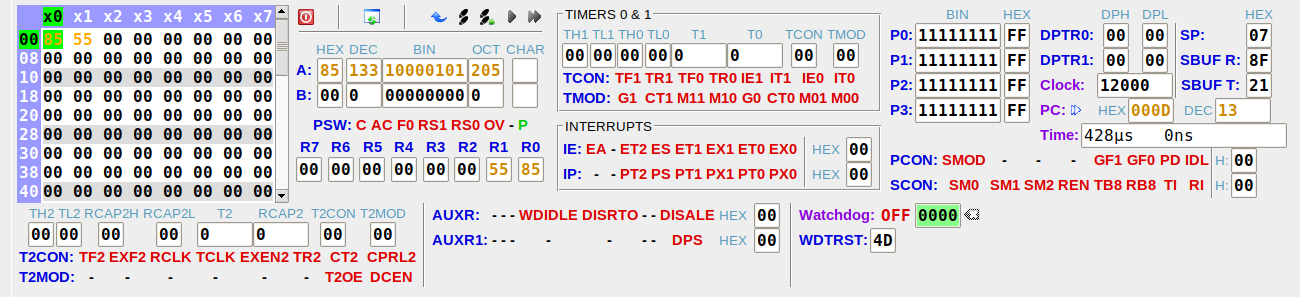 x0 x1 x2 x3 x4 x5 x6 x7
00 85 55 00 00 00 00 00 00
08 00 00 00 00 00 00 00 00
10 00 00 00 00 00 00 00 00
18 00 00 00 00 00 00 00 00
20 00 00 00 00 00 00 00 00
28 00 00 00 00 00 00 00 00
30 00 00 00 00 00 00 00 00
38 00 00 00 00 00 00 00 00
40 00 00 00 00 00 00 00 00
HEX DEC BIN OCT CHAR
A: 85 133 10000101 205
B: 00 0 00000000 0
PSW: C AC F0 RS1 RS0 OV - P
R7 R6 R5 R4 R3 R2 R1 R0
00 00 00 00 00 00 55 85
TIMERS 0 & 1
TH1 TL1 TH0 TL0 T1 T0 TCON TMOD
00 00 00 00 0 0 00 00
TCON: TF1 TR1 TF0 TR0 IE1 IT1 IE0 IT0
TMOD: G1 CT1 M11 M10 G0 CT0 M01 M00
INTERRUPTS
IE: EA - ET2 ES ET1 EX1 ET0 EX0 HEX 00
IP: - - PT2 PS PT1 PX1 PT0 PX0 HEX 00
BIN HEX DPH DPL HEX
P0: 11111111 FF DPTR0: 00 00 SP: 07
P1: 11111111 FF DPTR1: 00 00 SBUF R: 8F
P2: 11111111 FF Clock: 12000 SBUF T: 21
P3: 11111111 FF PC: HEX 000D DEC 13
Time: 428µs 0ns
PCON: SMOD - - - GF1 GF0 PD IDL H: 00
SCON: SM0 SM1 SM2 REN TB8 RB8 TI RI H: 00
TH2 TL2 RCAP2H RCAP2L T2 RCAP2 T2CON T2MOD
00 00 00 00 0 0 00 00
T2CON: TF2 EXF2 RCLK TCLK EXEN2 TR2 CT2 CPRL2
T2MOD: - - - - - - T2OE DCEN
AUXR: - - - WDIDLE DISRTO - - DISALE HEX 00
AUXR1: - - - - - - - DPS HEX 00
Watchdog: OFF 0000
WDTRST: 4D